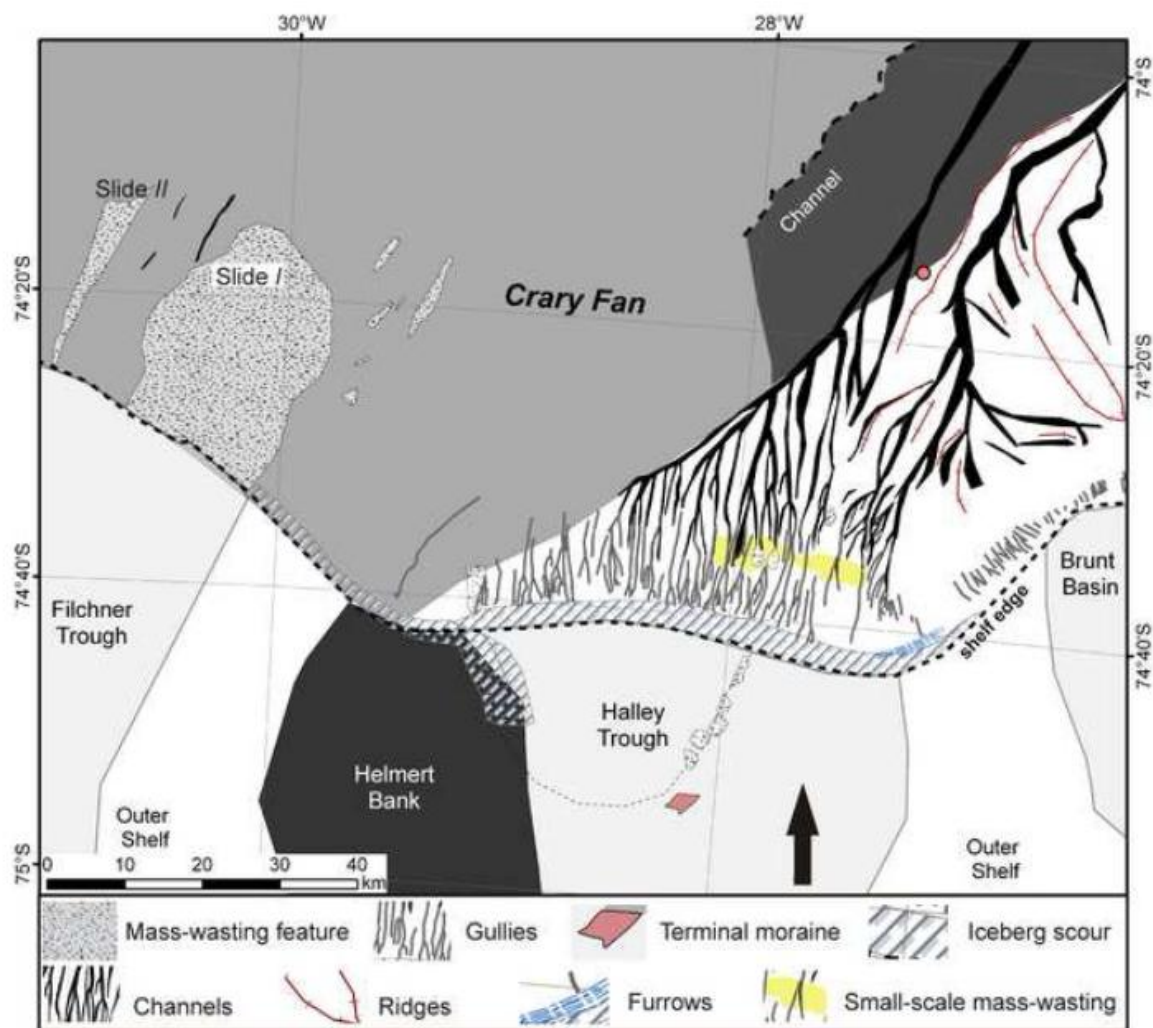 30°W
28°W
74°S
74°S
Slide II
Channel
Slide I
74°20'S
Crary Fan
74°20'S
74°40'S
Brunt
Basin
Filchner
Trough
shelf edge
74°40'S
Halley
Trough
Helmert
Bank
Outer
Shelf
Outer
Shelf
75°S
0 10 20 30 40
km
Mass-wasting feature
Gullies
Terminal moraine
Iceberg scour
Channels
Ridges
Furrows
Small-scale mass-wasting